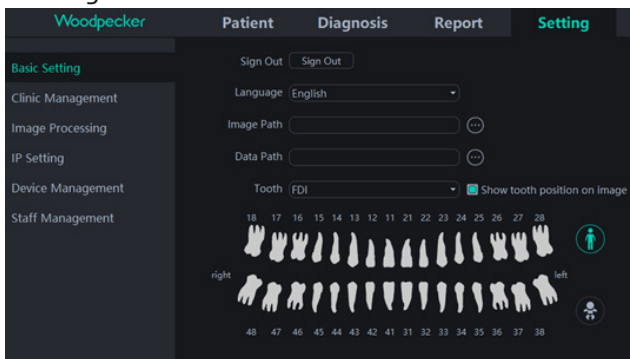 Woodpecker Patient Diagnosis Report Setting
Basic Setting
Clinic Management
Image Processing
IP Setting
Device Management
Staff Management
Sign Out Sign Out
Language English
Image Path
Data Path
Tooth FDI Show tooth position on image
18 17 16 15 14 13 12 11 21 22 23 24 25 26 27 28
right left
48 47 46 45 44 43 42 41 31 32 33 34 35 36 37 38